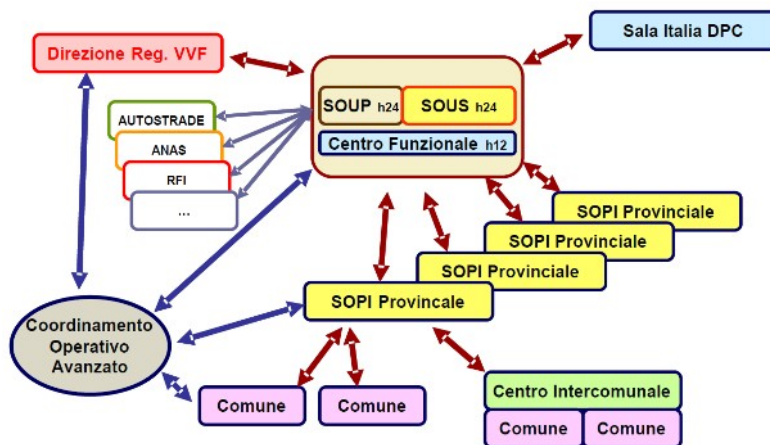 Direzione Reg. VVF
Sala Italia DPC
SOUP h24
SOUS h24
Centro Funzionale h12
AUTOSTRADE
ANAS
RFI
...
SOPI Provinciale
SOPI Provinciale
SOPI Provinciale
SOPI Provincale
Coordinamento
Operativo
Avanzato
Comune
Comune
Centro Intercomunale
Comune
Comune